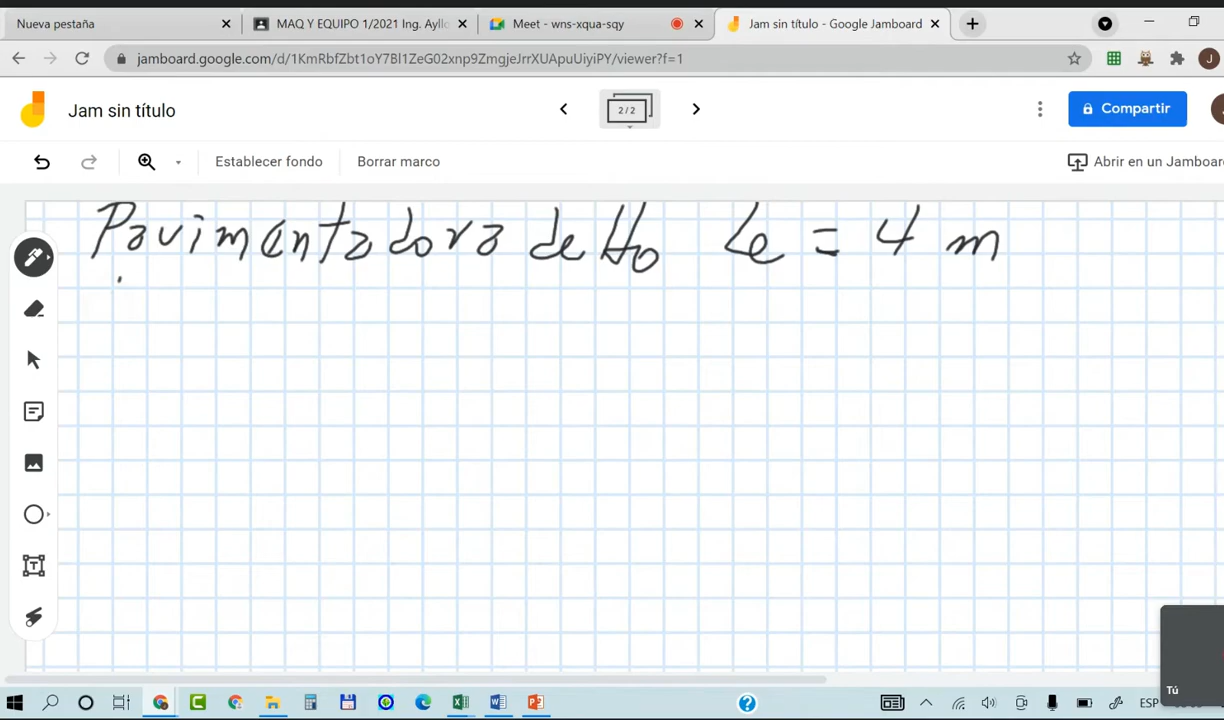 Nueva pestaña
MAQ Y EQUIPO 1/2021 Ing. Ayllo
Meet - wns-xqua-sqy
Jam sin título - Google Jamboard
jamboard.google.com/d/1KmRbfZbt1oY7Bl1ZeG02xnp9ZmgjeJrrXUApuUiyiPY/viewer?f=1
J
Jam sin título
2/2
Compartir
Establecer fondo
Borrar marco
Abrir en un Jamboar
Pavimentadora de Ho Le = 4 m
Tú
ESP